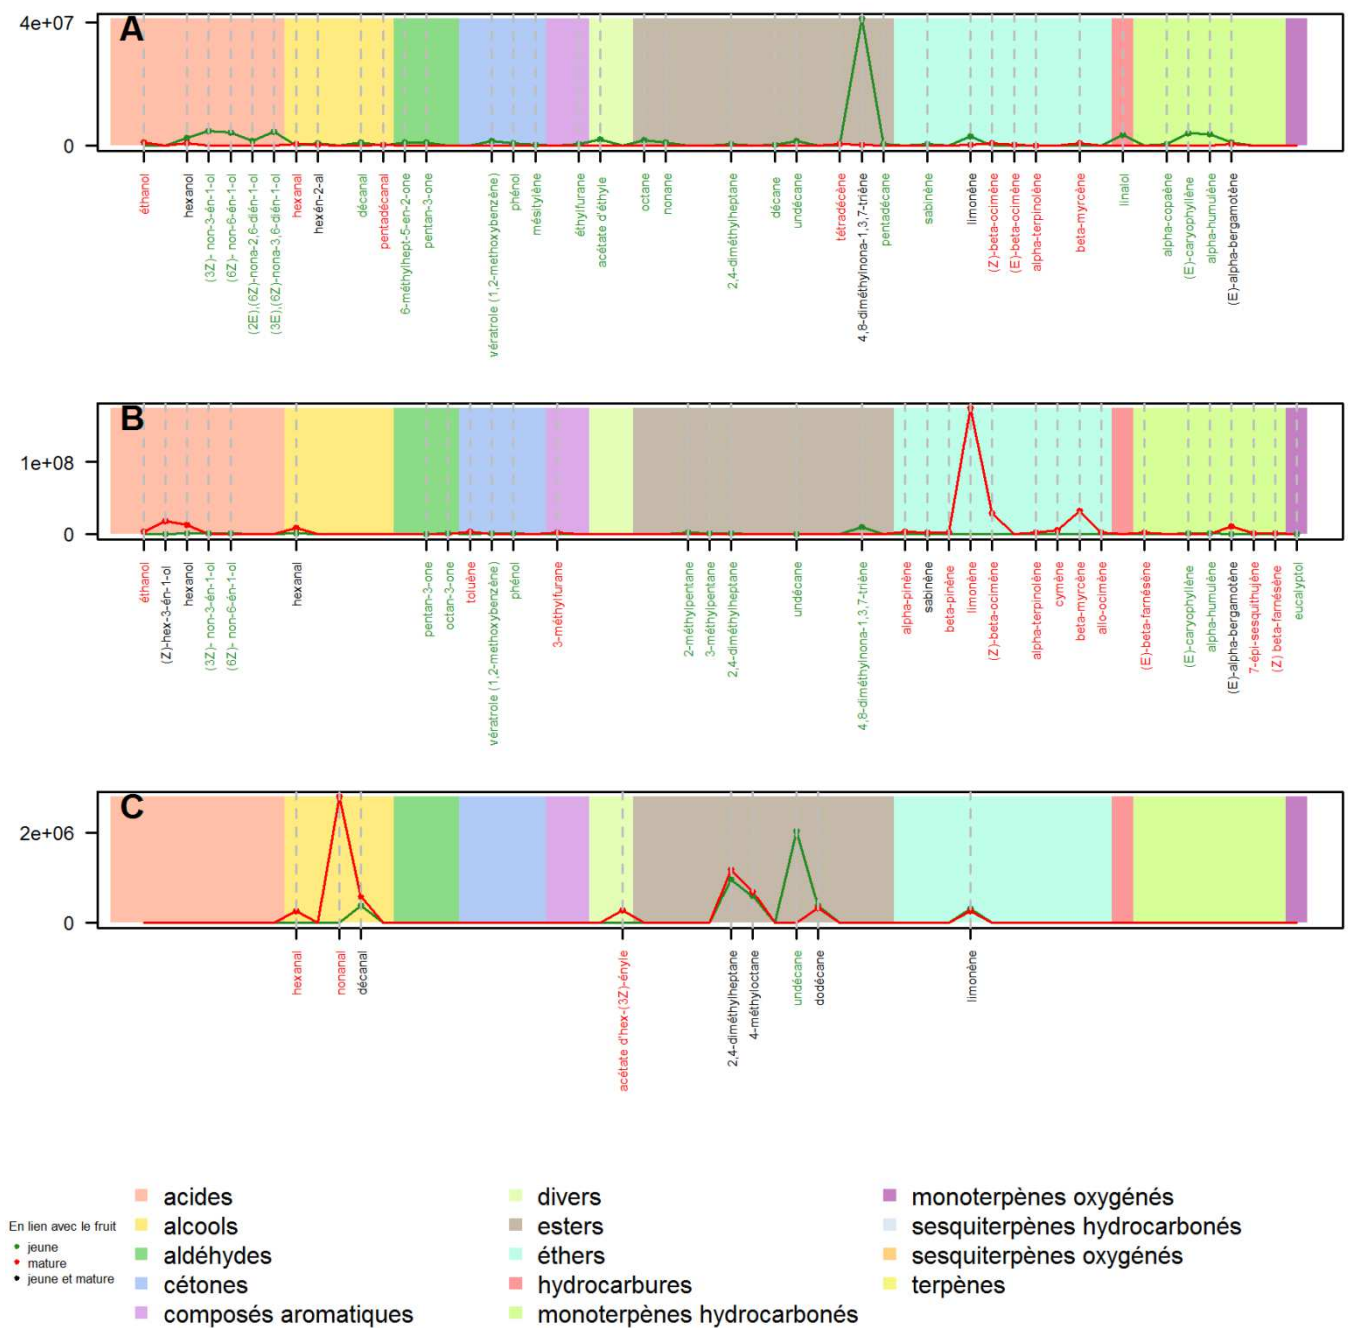 A
4e+07
0
éthanol
hexanol
(3Z)- non-3-én-1-ol
(6Z)- non-6-én-1-ol
(2E),(6Z)-nona-2,6-dién-1-ol
(3E),(6Z)-nona-3,6-dién-1-ol
hexanal
hexén-2-al
décanal
pentadécanal
6-méthylhept-5-en-2-one
pentan-3-one
vératrole (1,2-methoxybenzène)
phénol
mésitylène
éthylfurane
acétate d'éthyle
octane
nonane
2,4-diméthylheptane
décane
undécane
tétradécène
4,8-diméthylnona-1,3,7-triène
pentadécane
sabinène
limonène
(Z)-beta-ocimène
(E)-beta-ocimène
alpha-terpinolène
beta-myrcène
linalol
alpha-copaène
(E)-caryophyllène
alpha-humulène
(E)-alpha-bergamotène
B
1e+08
0
éthanol
(Z)-hex-3-én-1-ol
hexanol
(3Z)- non-3-én-1-ol
(6Z)- non-6-én-1-ol
hexanal
pentan-3-one
octan-3-one
toluène
vératrole (1,2-methoxybenzène)
phénol
3-méthylfurane
2-méthylpentane
3-méthylpentane
2,4-diméthylheptane
undécane
4,8-diméthylnona-1,3,7-triène
alpha-pinène
sabinène
beta-pinène
limonène
(Z)-beta-ocimène
alpha-terpinolène
cymène
beta-myrcène
allo-ocimène
(E)-beta-farnésène
(E)-caryophyllène
alpha-humulène
(E)-alpha-bergamotène
7-épi-sesquithujène
(Z) beta-farnésène
eucalyptol
C
2e+06
0
hexanal
nonanal
décanal
acétate d'hex-(3Z)-ényle
2,4-diméthylheptane
4-méthyloctane
undécane
dodécane
limonène
En lien avec le fruit
jeune
mature
jeune et mature
acides
alcools
aldéhydes
cétones
composés aromatiques
divers
esters
éthers
hydrocarbures
monoterpènes hydrocarbonés
monoterpènes oxygénés
sesquiterpènes hydrocarbonés
sesquiterpènes oxygénés
terpènes